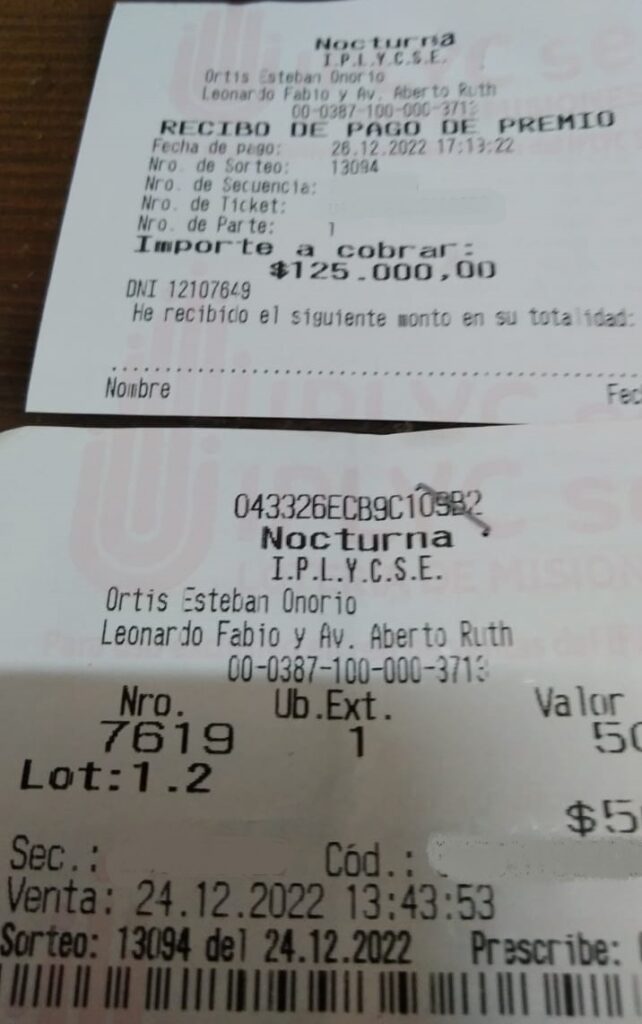 Nocturna
I.P.L.Y.C.S.E.
Ortis Esteban Onorio
Leonardo Fabio y Av. Aberto Ruth
00-0387-100-000-3713
RECIBO DE PAGO DE PREMIO
Fecha de pago: 26.12.2022 17:13:22
Nro. de Sorteo: 13094
Nro. de Secuencia:
Nro. de Ticket:
Nro. de Parte: 1
Importe a cobrar:
$125.000,00
DNI 12107649
He recibido el siguiente monto en su totalidad:
Nombre Fec
043326ECB9C109B2
Nocturna
I.P.L.Y.C.S.E.
Ortis Esteban Onorio
Leonardo Fabio y Av. Aberto Ruth
00-0387-100-000-3713
Nro. Ub.Ext. Valor
7619 1 50
Lot:1.2
$5
Sec.: Cód.:
Venta: 24.12.2022 13:43:53
Sorteo: 13094 del 24.12.2022 Prescribe: